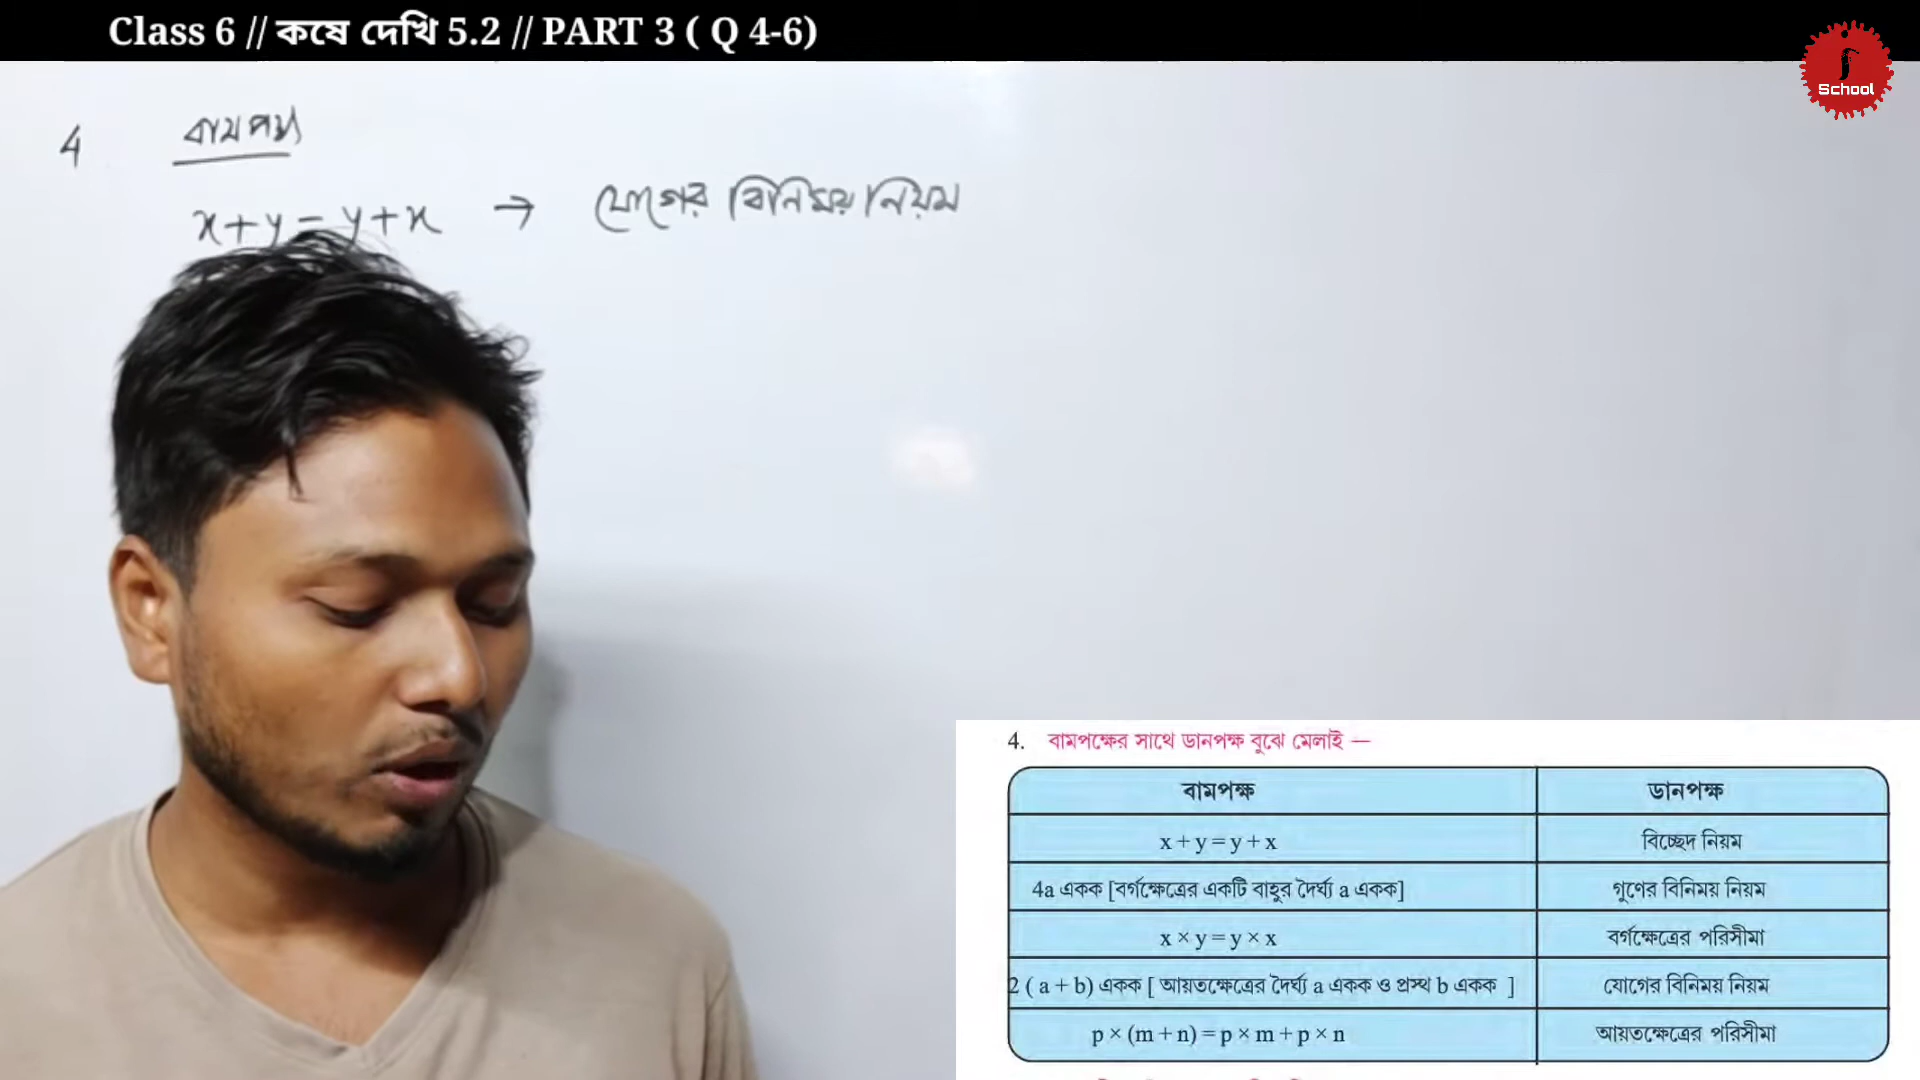 Class 6 // কষে দেখি 5.2 // PART 3 ( Q 4-6)
School
4 বামপক্ষ
x+y=y+x → যোগের বিনিময় নিয়ম
4. বামপক্ষের সাথে ডানপক্ষ বুঝে মেলাই —
বামপক্ষ ডানপক্ষ
x + y = y + x বিচ্ছেদ নিয়ম
4a একক [বর্গক্ষেত্রের একটি বাহুর দৈর্ঘ্য a একক] গুণের বিনিময় নিয়ম
x × y = y × x বর্গক্ষেত্রের পরিসীমা
2 ( a + b) একক [ আয়তক্ষেত্রের দৈর্ঘ্য a একক ও প্রস্থ b একক ] যোগের বিনিময় নিয়ম
p × (m + n) = p × m + p × n আয়তক্ষেত্রের পরিসীমা